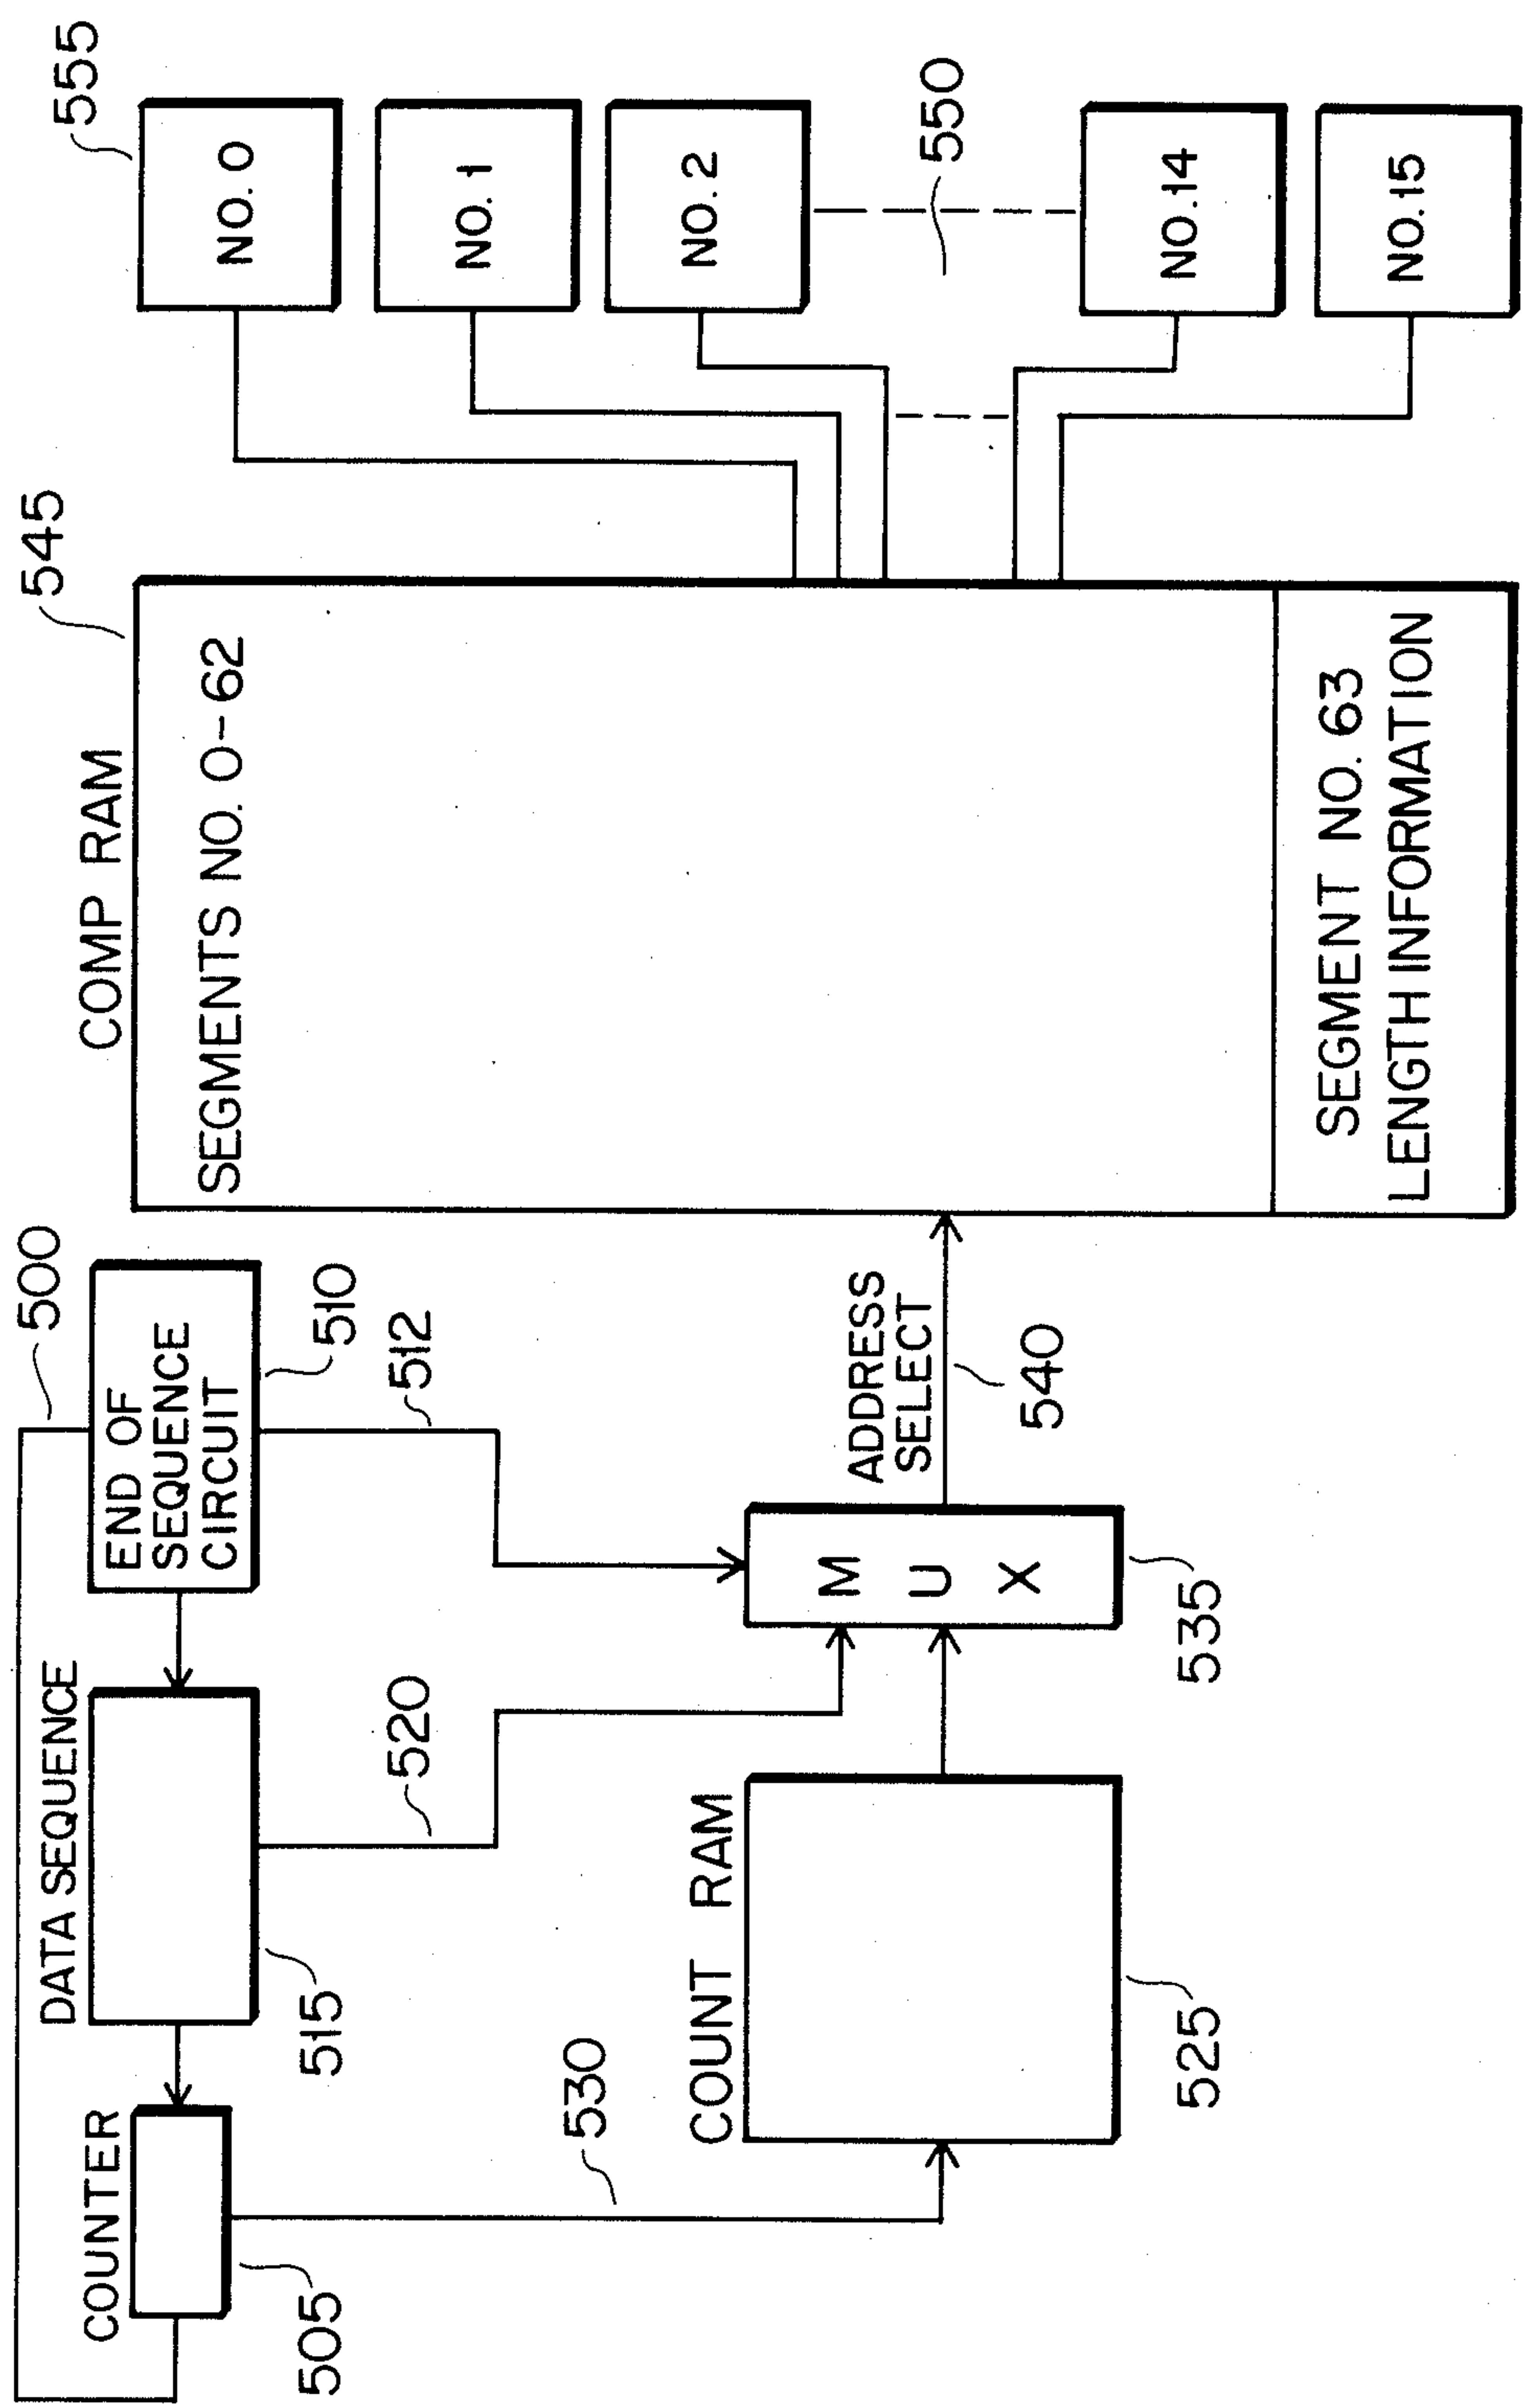 500
COUNTER
DATA SEQUENCE
END OF
SEQUENCE
CIRCUIT
505
515
510
530
520
512
COUNT RAM
525
M
U
X
535
ADDRESS
SELECT
540
COMP RAM
545
SEGMENTS NO. 0-62
SEGMENT NO. 63
LENGTH INFORMATION
555
NO. 0
NO. 1
NO. 2
550
NO. 14
NO. 15